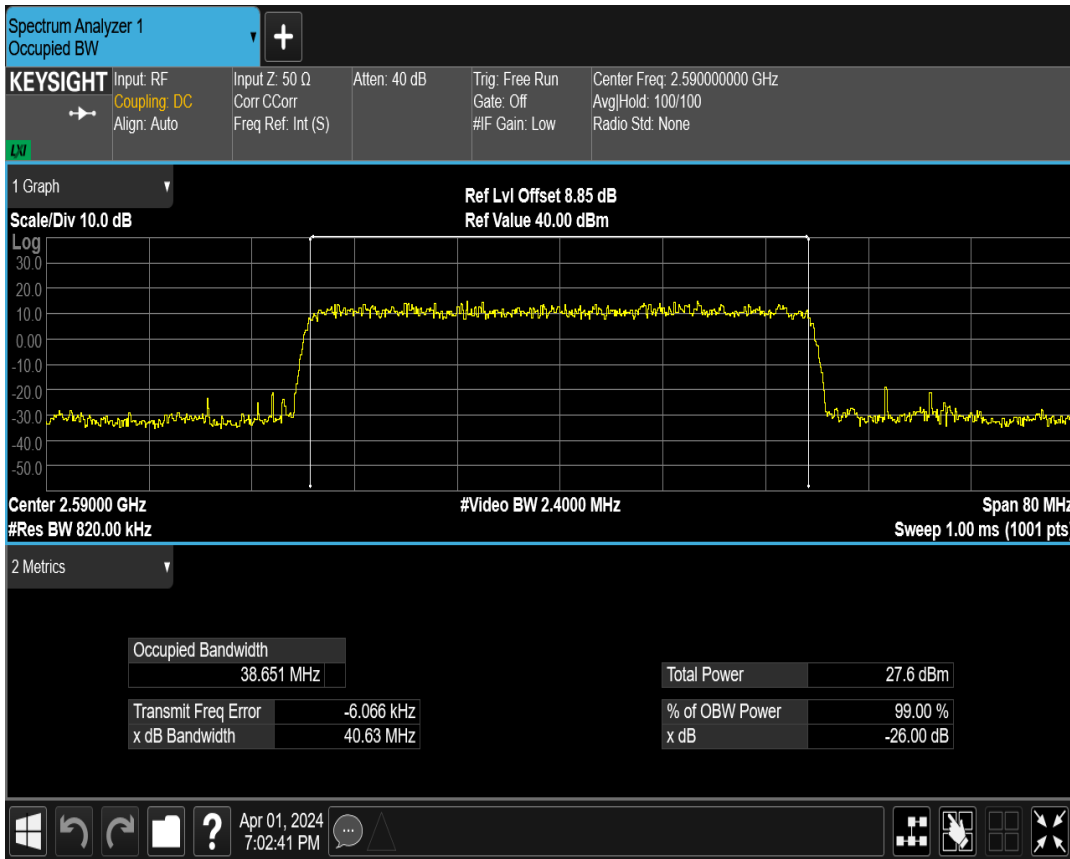 Spectrum Analyzer 1
Occupied BW
+
KEYSIGHT
LXI
Input: RF
Coupling: DC
Align: Auto
Input Z: 50 Ω
Corr CCorr
Freq Ref: Int (S)
Atten: 40 dB
Trig: Free Run
Gate: Off
#IF Gain: Low
Center Freq: 2.590000000 GHz
Avg|Hold: 100/100
Radio Std: None
1 Graph
Ref Lvl Offset 8.85 dB
Scale/Div 10.0 dB
Ref Value 40.00 dBm
Log
30.0
20.0
10.0
0.00
-10.0
-20.0
-30.0
-40.0
-50.0
Center 2.59000 GHz
#Video BW 2.4000 MHz
Span 80 MHz
#Res BW 820.00 kHz
Sweep 1.00 ms (1001 pts)
2 Metrics
Occupied Bandwidth
38.651 MHz
Total Power 27.6 dBm
Transmit Freq Error -6.066 kHz
% of OBW Power 99.00 %
x dB Bandwidth 40.63 MHz
x dB -26.00 dB
?
Apr 01, 2024
7:02:41 PM